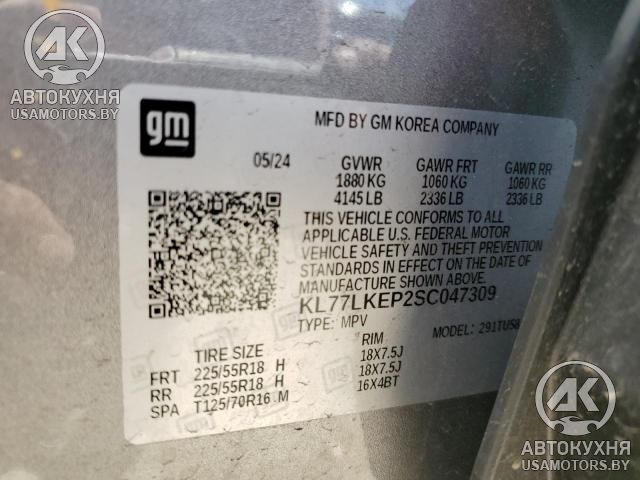 АВТОКУХНЯ
USAMOTORS.BY
АВТОКУХНЯ
USAMOTORS.BY
gm
MFD BY GM KOREA COMPANY
05/24 GVWR GAWR FRT GAWR RR
1880 KG 1060 KG 1060 KG
4145 LB 2336 LB 2336 LB
THIS VEHICLE CONFORMS TO ALL
APPLICABLE U.S. FEDERAL MOTOR
VEHICLE SAFETY AND THEFT PREVENTION
STANDARDS IN EFFECT ON THE DATE OF
MANUFACTURE SHOWN ABOVE.
KL77LKEP2SC047309
TYPE: MPV MODEL:
TIRE SIZE RIM
FRT 225/55R18 H 18X7.5J
RR 225/55R18 H 18X7.5J
SPA T125/70R16 M 16X4BT
АВТОКУХНЯ
USAMOTORS.BY